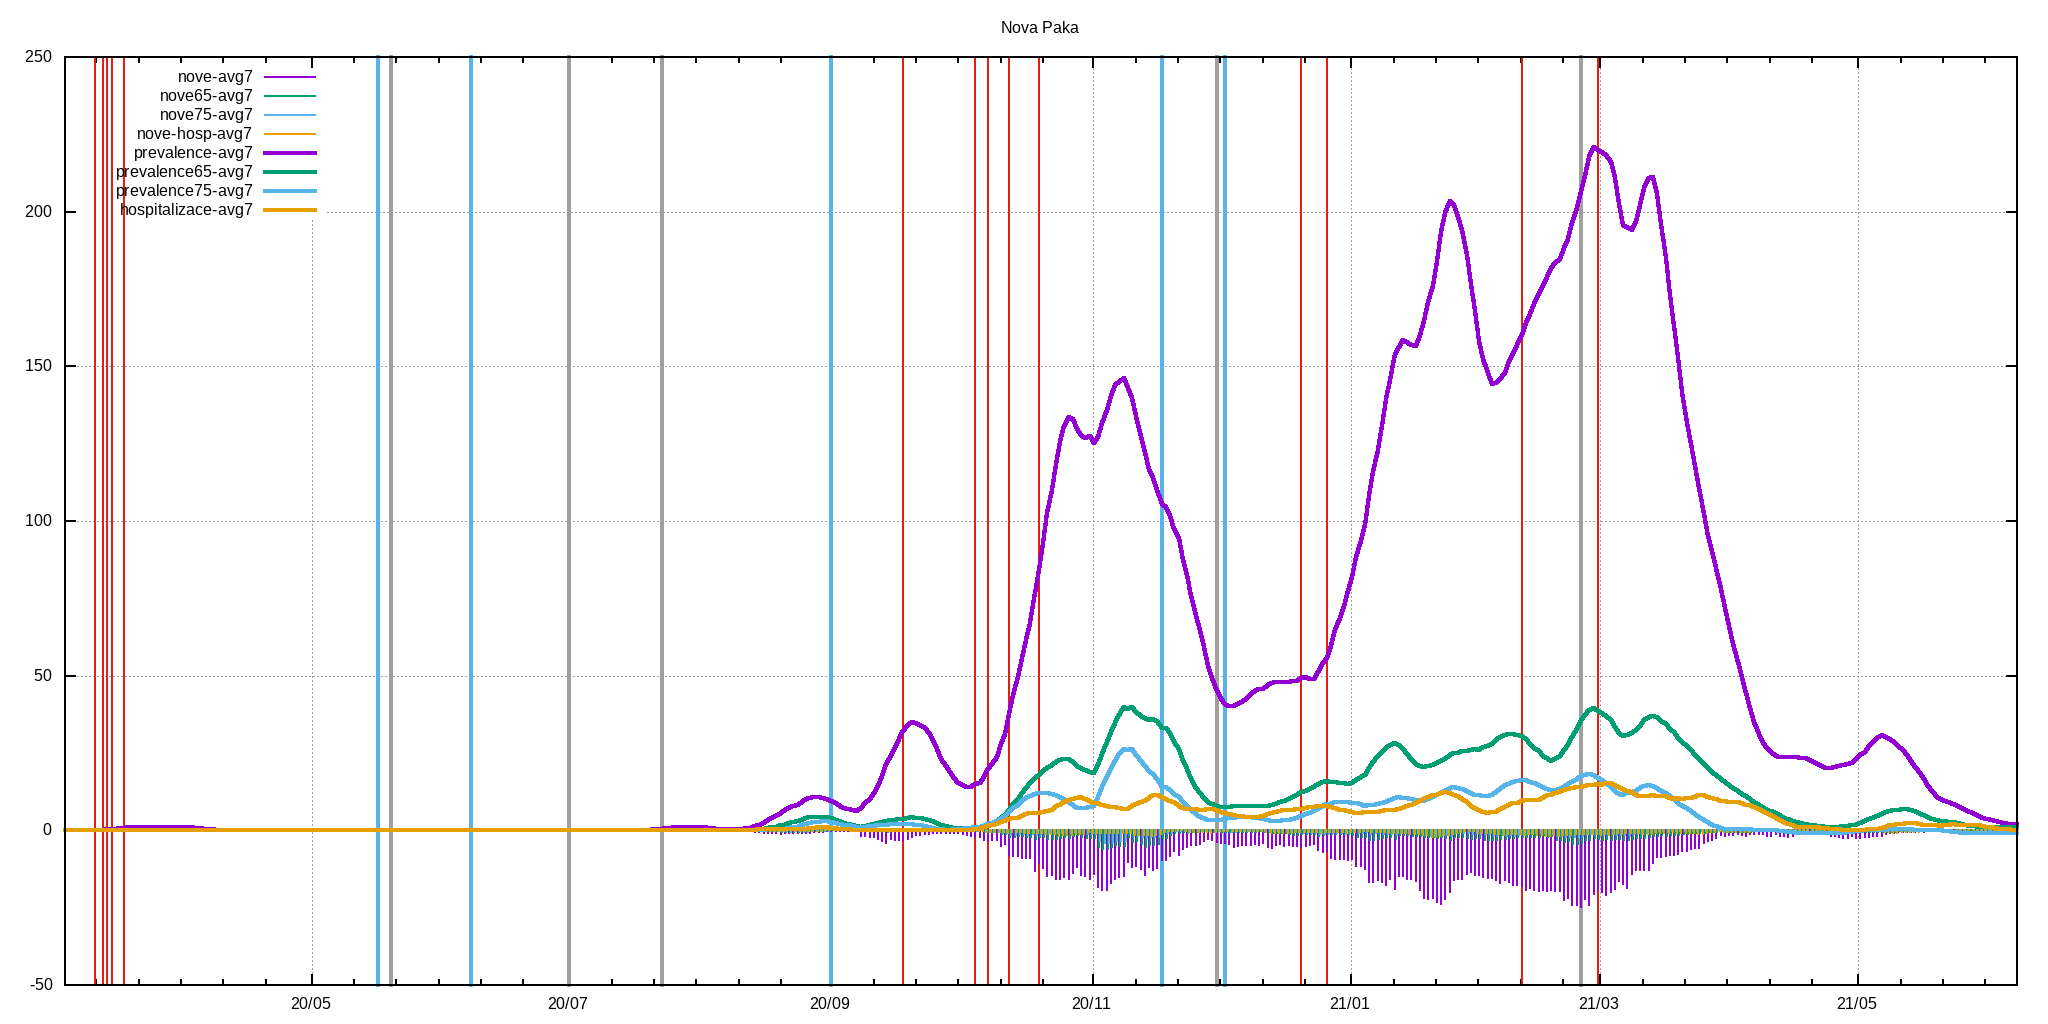 Nova Paka
250
200
150
100
50
0
-50
nove-avg7
nove65-avg7
nove75-avg7
nove-hosp-avg7
prevalence-avg7
prevalence65-avg7
prevalence75-avg7
hospitalizace-avg7
20/05
20/07
20/09
20/11
21/01
21/03
21/05